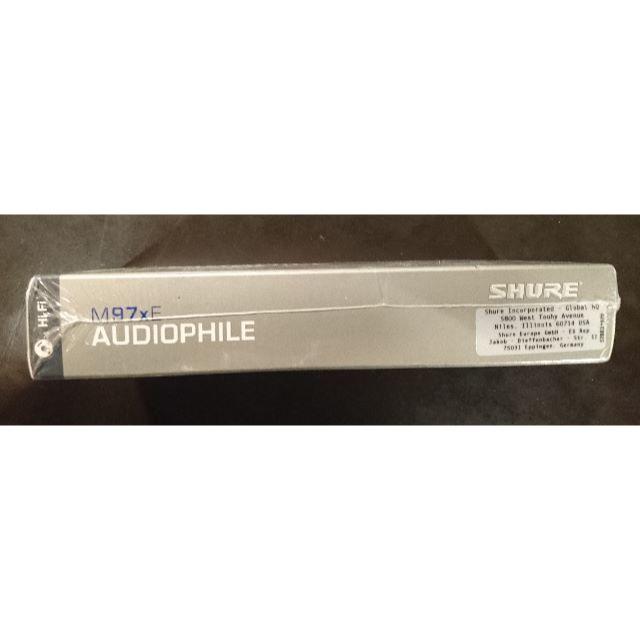 HI-FI
M97xE
AUDIOPHILE
SHURE
Shure Incorporated - Global HQ
5800 West Touhy Avenue
Niles, Illinois 60714 USA
Shure Europe GmbH - EU Rep
Jakob - Dieffenbacher - Str. 12
75031 Eppingen, Germany